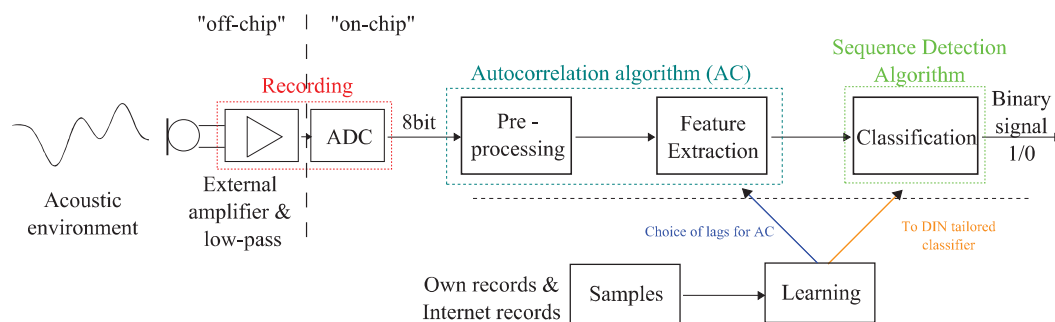 "off-chip"
"on-chip"
Sequence Detection
Algorithm
Autocorrelation algorithm (AC)
Recording
ADC
8bit
Pre -
processing
Feature
Extraction
Classification
Binary
signal
1/0
Acoustic
environment
External
amplifier &
low-pass
Choice of lags for AC
To DIN tailored
classifier
Own records &
Internet records
Samples
Learning